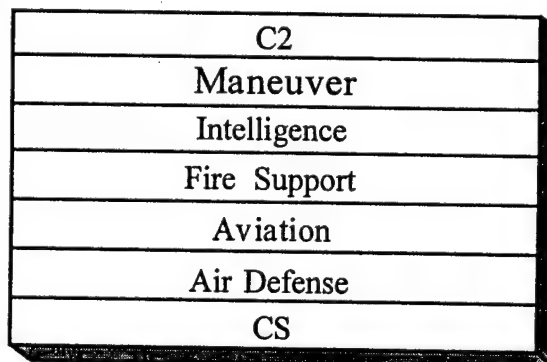 C2
Maneuver
Intelligence
Fire Support
Aviation
Air Defense
CS